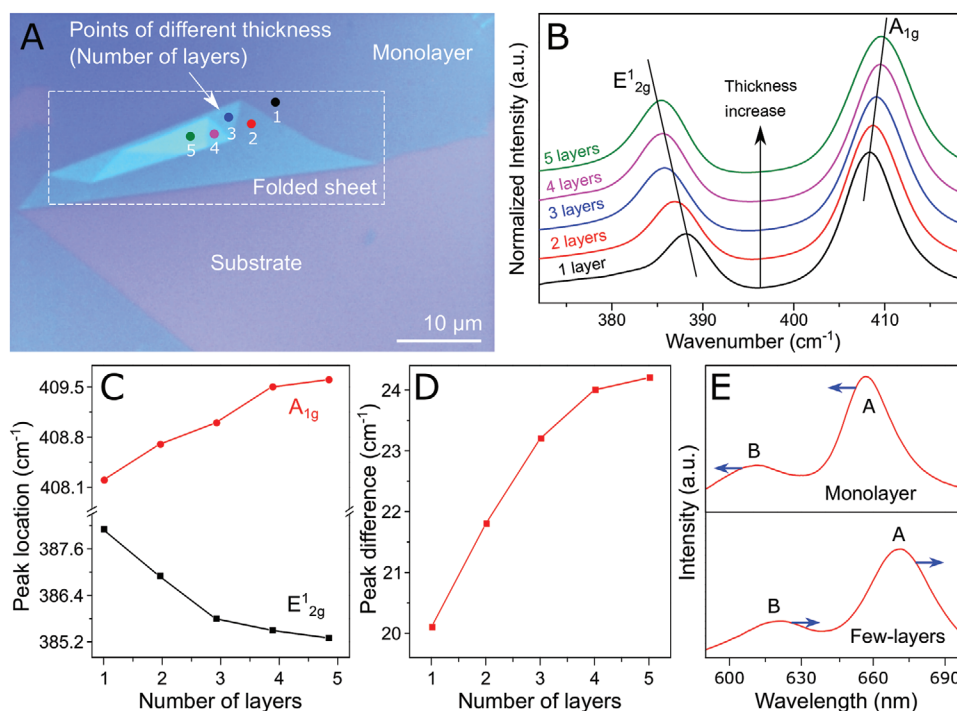 A
Points of different thickness
(Number of layers)
Monolayer
1
2
3
4
5
Folded sheet
Substrate
10 µm
B
Normalized Intensity (a.u.)
E¹₂g
A₁g
Thickness
increase
5 layers
4 layers
3 layers
2 layers
1 layer
380 390 400 410
Wavenumber (cm⁻¹)
C
Peak location (cm⁻¹)
409.5
408.8
408.1
387.6
386.4
385.2
A₁g
E¹₂g
1 2 3 4 5
Number of layers
D
Peak difference (cm⁻¹)
24
23
22
21
20
1 2 3 4 5
Number of layers
E
Intensity (a.u.)
B
A
Monolayer
B
A
Few-layers
600 630 660 690
Wavelength (nm)